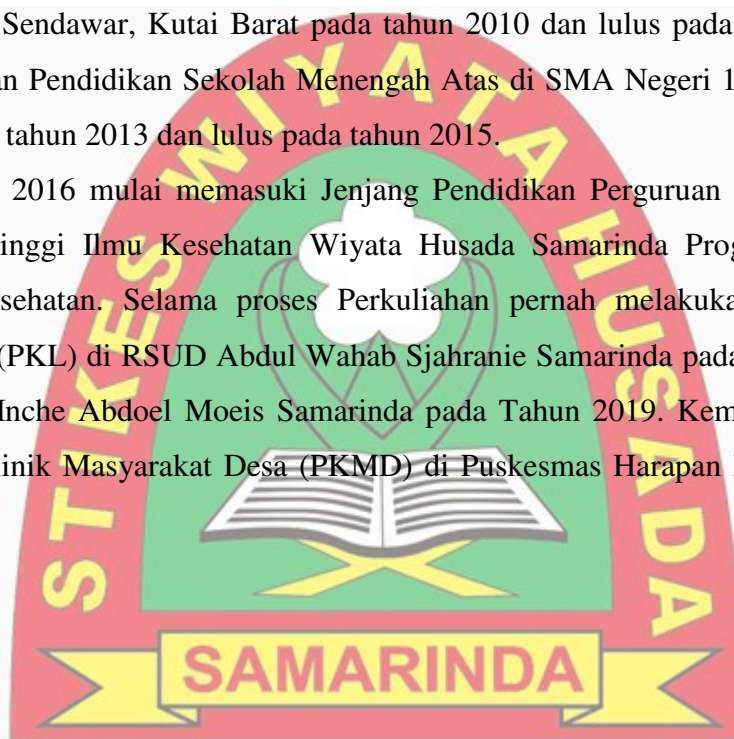 Sendawar, Kutai Barat pada tahun 2010 dan lulus pada
an Pendidikan Sekolah Menengah Atas di SMA Negeri 1
tahun 2013 dan lulus pada tahun 2015.
2016 mulai memasuki Jenjang Pendidikan Perguruan
inggi Ilmu Kesehatan Wiyata Husada Samarinda Prog
sehatan. Selama proses Perkuliahan pernah melakuka
(PKL) di RSUD Abdul Wahab Sjahranie Samarinda pada
Inche Abdoel Moeis Samarinda pada Tahun 2019. Kem
linik Masyarakat Desa (PKMD) di Puskesmas Harapan
STIKES WIYATA HUSADA
SAMARINDA